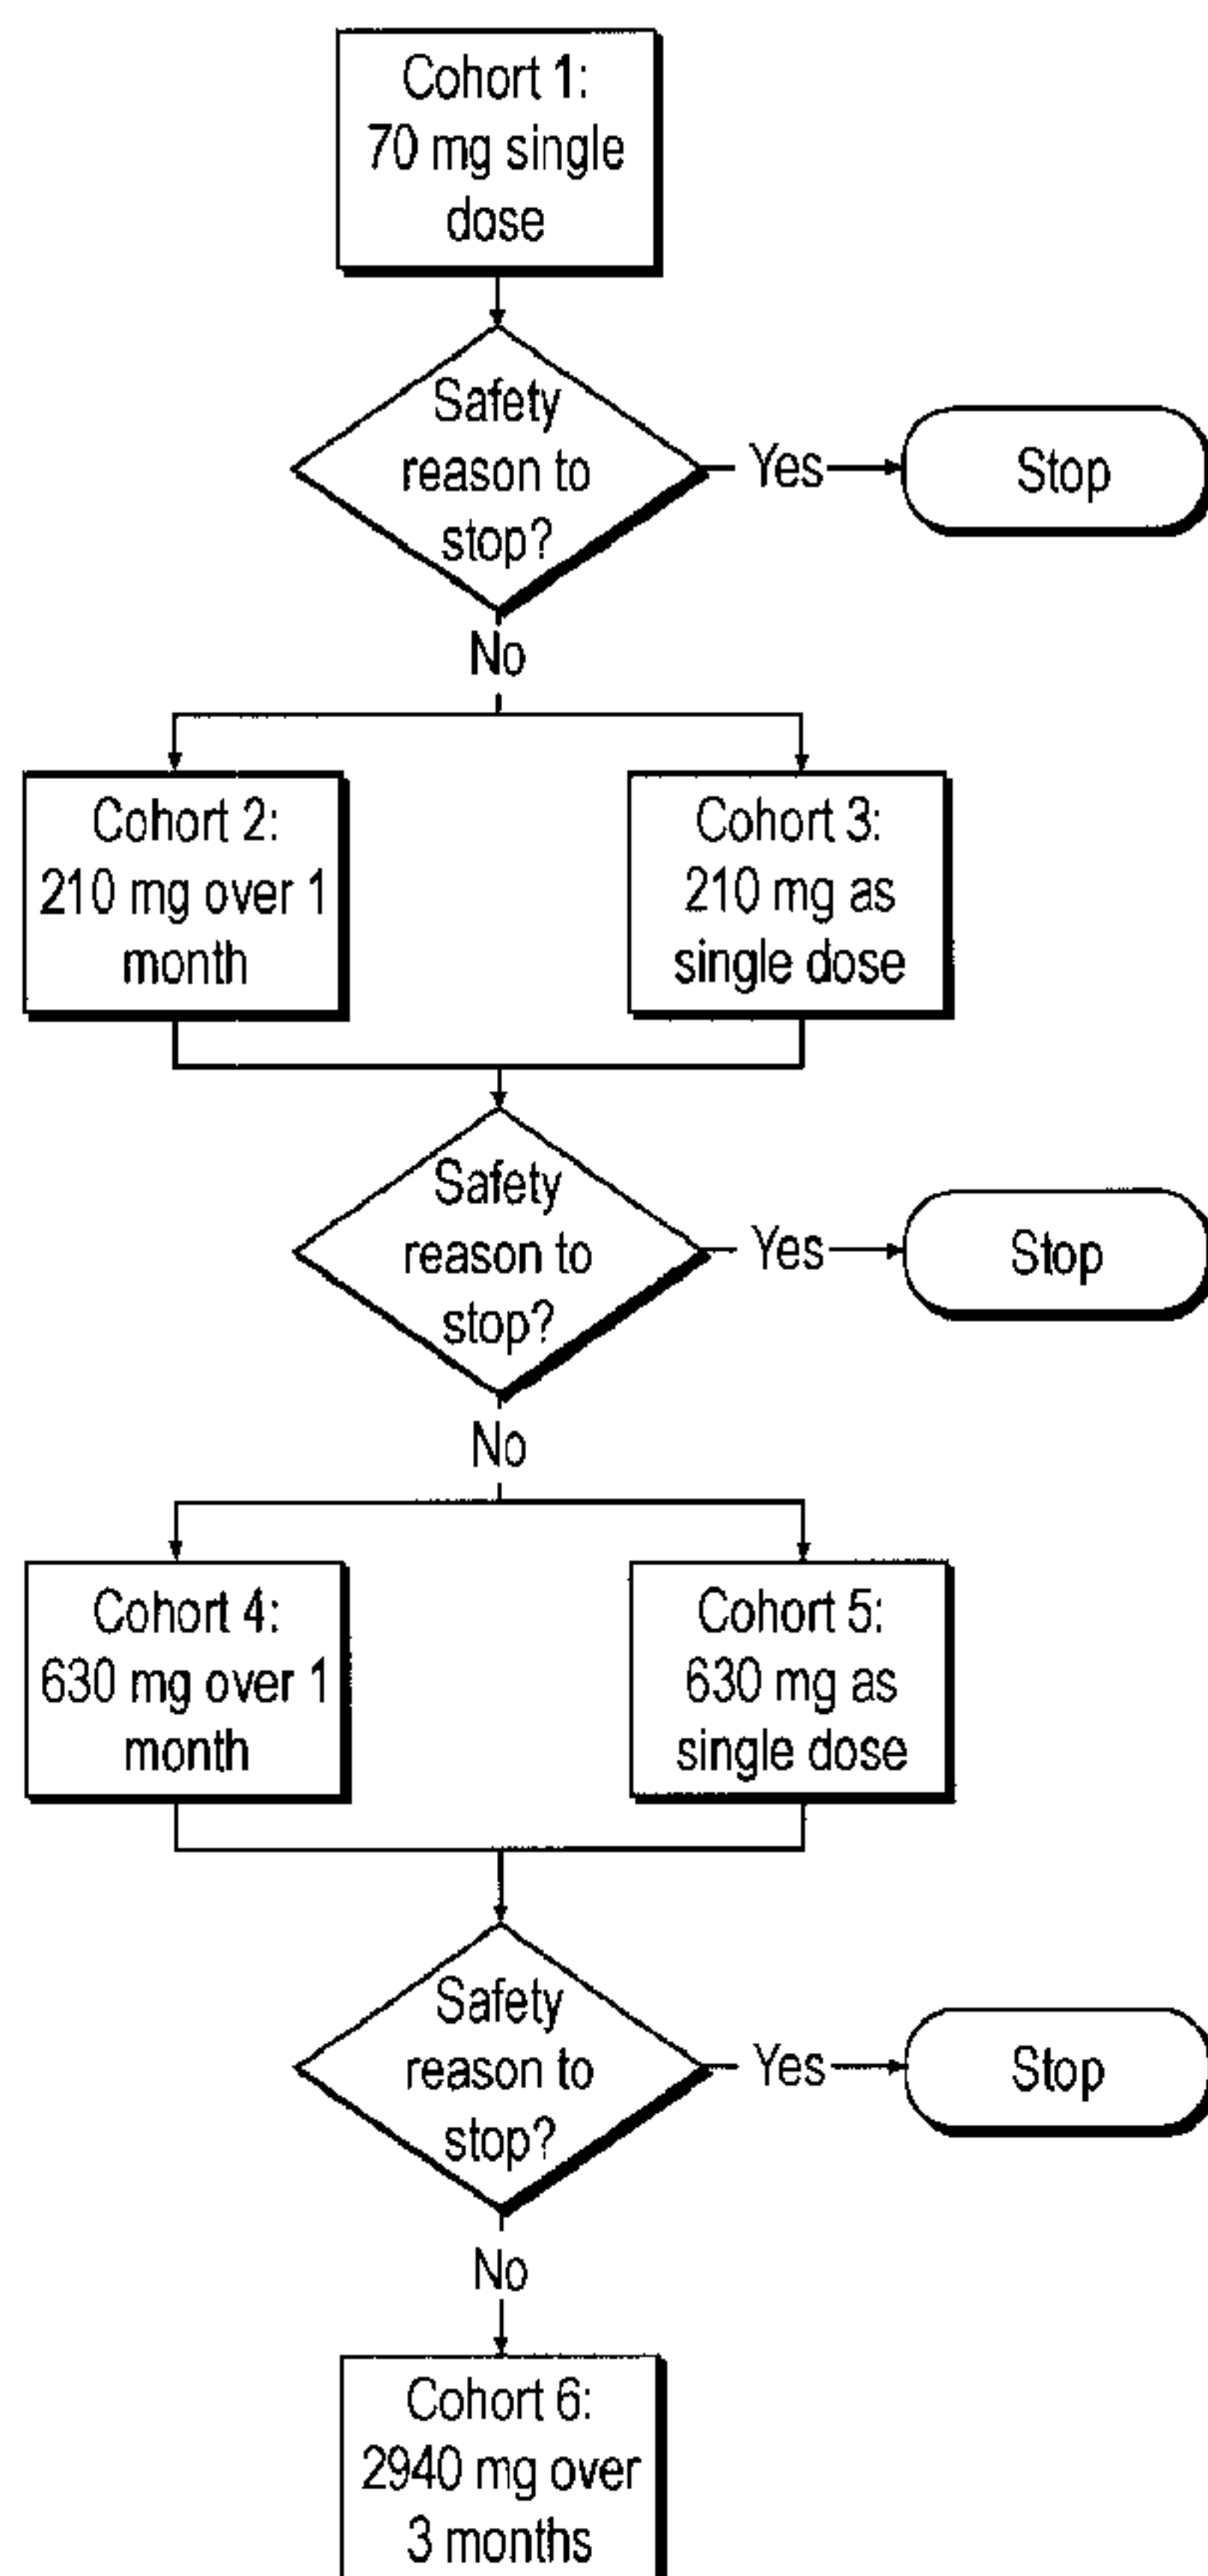 Cohort 1:
70 mg single
dose
Safety
reason to
stop?
Yes
Stop
No
Cohort 2:
210 mg over 1
month
Cohort 3:
210 mg as
single dose
Safety
reason to
stop?
Yes
Stop
No
Cohort 4:
630 mg over 1
month
Cohort 5:
630 mg as
single dose
Safety
reason to
stop?
Yes
Stop
No
Cohort 6:
2940 mg over
3 months